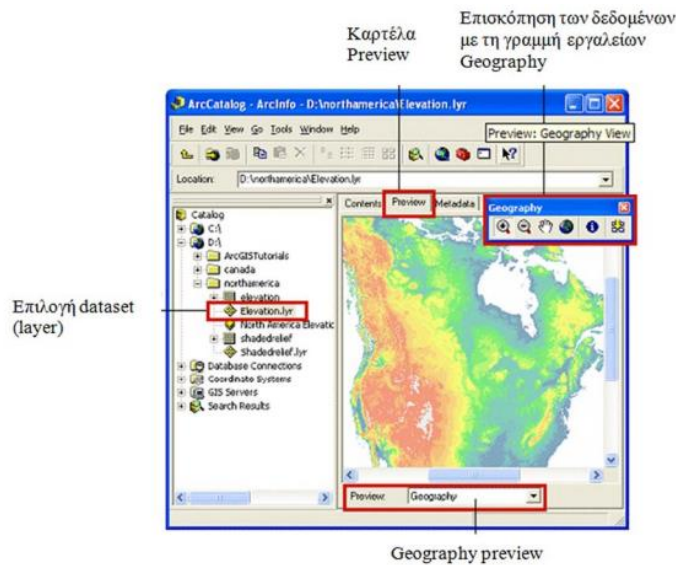 Καρτέλα
Preview
Επισκόπηση των δεδομένων
με τη γραμμή εργαλείων
Geography
ArcCatalog - ArcInfo - D:\northamerica\Elevation.lyr
File Edit View Go Tools Window Help
Preview: Geography View
Location: D:\northamerica\Elevation.lyr
Contents Preview Metadata
Geography
Catalog
C:\
D:\
ArcGISTutorials
canada
northamerica
elevation
Elevation.lyr
North America Elevatic
shadedrelief
Shadedrelief.lyr
Database Connections
Coordinate Systems
GIS Servers
Search Results
Επιλογή dataset
(layer)
Preview: Geography
Geography preview